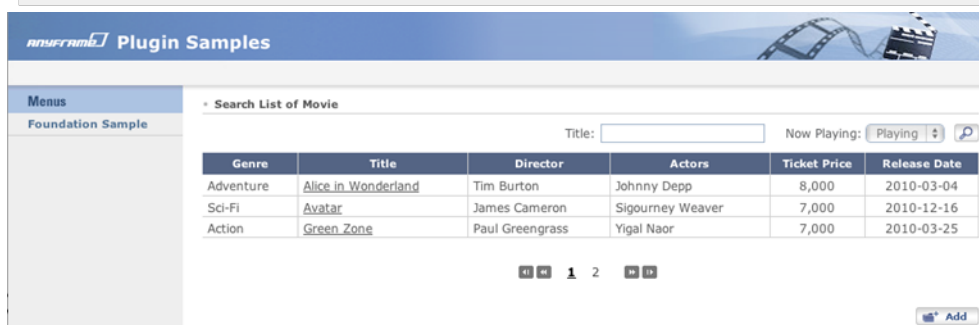 anyframe Plugin Samples
Menus
Foundation Sample
Search List of Movie
Title: Now Playing: Playing
Genre Title Director Actors Ticket Price Release Date
Adventure Alice in Wonderland Tim Burton Johnny Depp 8,000 2010-03-04
Sci-Fi Avatar James Cameron Sigourney Weaver 7,000 2010-12-16
Action Green Zone Paul Greengrass Yigal Naor 7,000 2010-03-25
1 2
Add